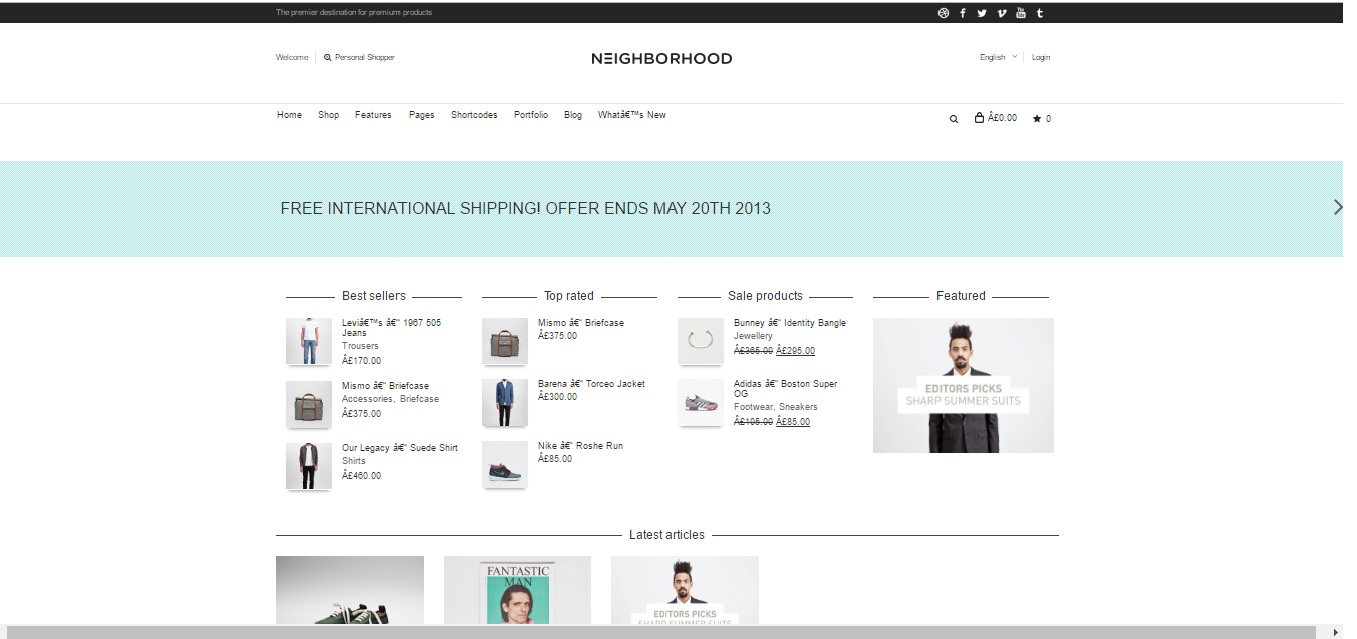 The premier destination for premium products
Welcome
Personal Shopper
NEIGHBORHOOD
English
Login
Home
Shop
Features
Pages
Shortcodes
Portfolio
Blog
Whatâ€™s New
Â£0.00
0
FREE INTERNATIONAL SHIPPING! OFFER ENDS MAY 20TH 2013
Best sellers
Leviâ€™s â€“ 1967 505
Jeans
Trousers
Â£170.00
Mismo â€“ Briefcase
Accessories, Briefcase
Â£375.00
Our Legacy â€“ Suede Shirt
Shirts
Â£460.00
Top rated
Mismo â€“ Briefcase
Â£375.00
Barena â€“ Torceo Jacket
Â£300.00
Nike â€“ Roshe Run
Â£85.00
Sale products
Bunney â€“ Identity Bangle
Jewellery
Â£365.00 Â£295.00
Adidas â€“ Boston Super
OG
Footwear, Sneakers
Â£105.00 Â£85.00
Featured
EDITORS PICKS
SHARP SUMMER SUITS
Latest articles
FANTASTIC
MAN
EDITORS PICKS
SHARP SUMMER SUITS